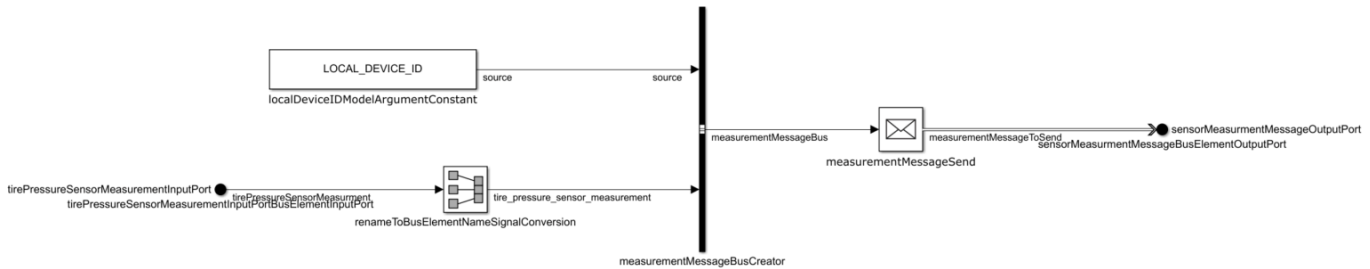 LOCAL_DEVICE_ID
source
source
localDeviceIDModelArgumentConstant
measurementMessageBus
measurementMessageToSend
sensorMeasurmentMessageOutputPort
sensorMeasurmentMessageBusElementOutputPort
measurementMessageSend
tirePressureSensorMeasurementInputPort
tirePressureSensorMeasurment
tire_pressure_sensor_measurement
tirePressureSensorMeasurementInputPortBusElementInputPort
renameToBusElementNameSignalConversion
measurementMessageBusCreator